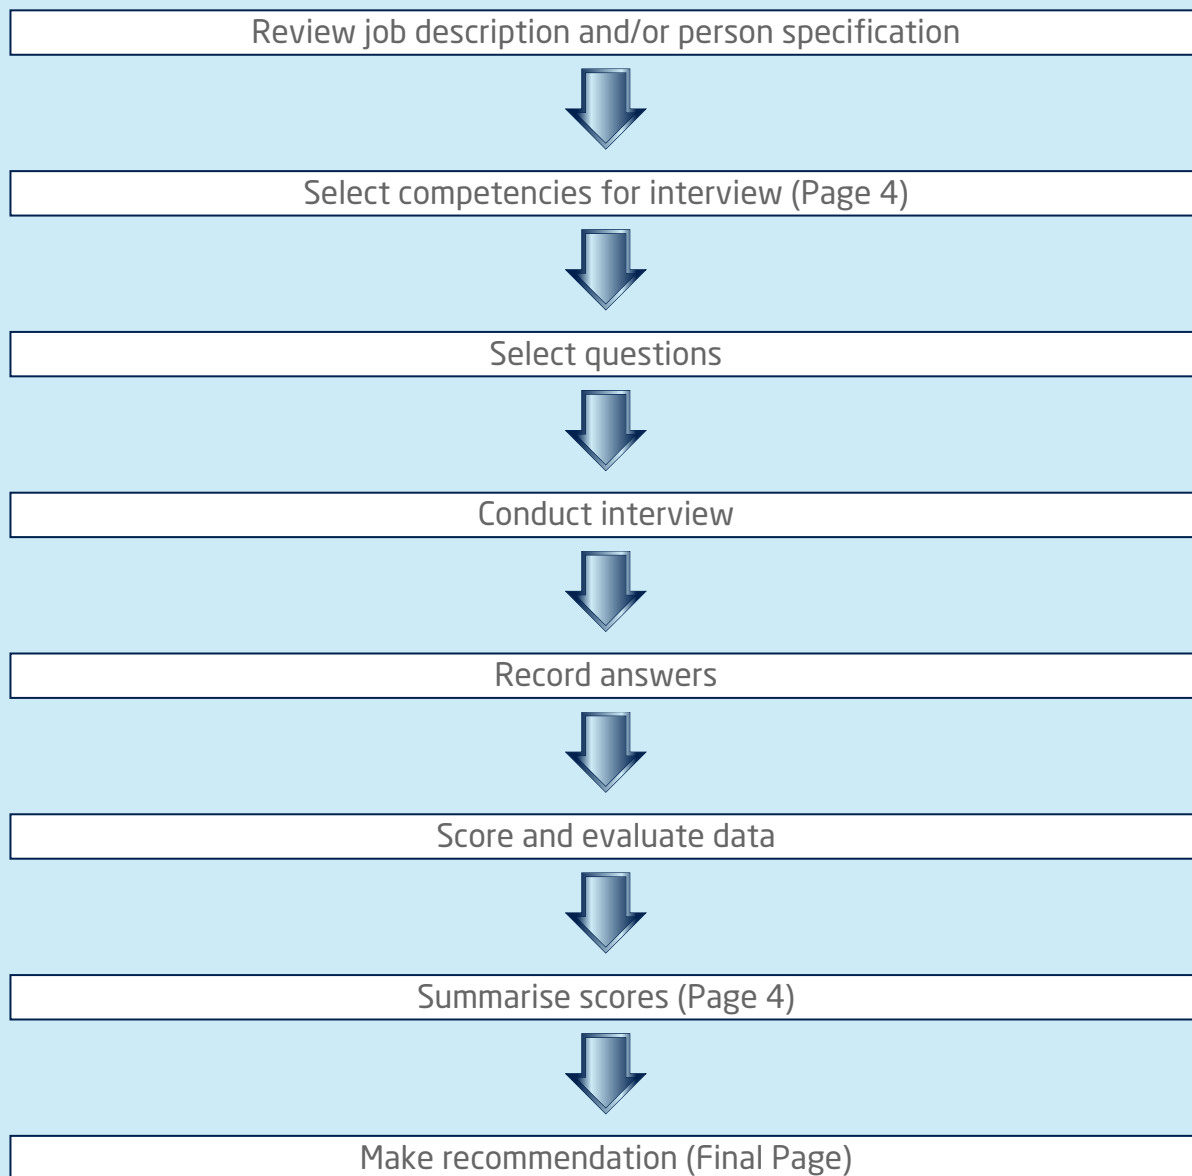 Review job description and/or person specification
Select competencies for interview (Page 4)
Select questions
Conduct interview
Record answers
Score and evaluate data
Summarise scores (Page 4)
Make recommendation (Final Page)